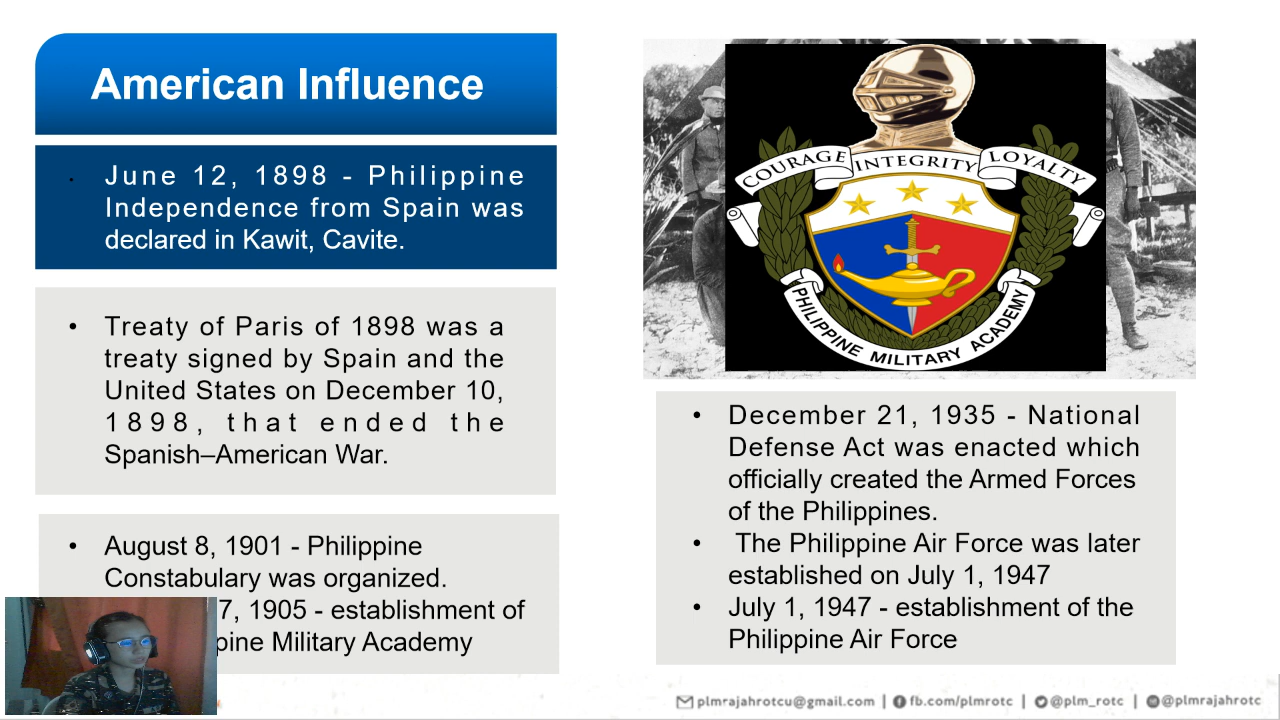 American Influence
June 12, 1898 - Philippine
Independence from Spain was
declared in Kawit, Cavite.
• Treaty of Paris of 1898 was a
treaty signed by Spain and the
United States on December 10,
1898, that ended the
Spanish–American War.
• August 8, 1901 - Philippine
Constabulary was organized.
7, 1905 - establishment of
pine Military Academy
COURAGE INTEGRITY LOYALTY
PHILIPPINE MILITARY ACADEMY
• December 21, 1935 - National
Defense Act was enacted which
officially created the Armed Forces
of the Philippines.
• The Philippine Air Force was later
established on July 1, 1947
• July 1, 1947 - establishment of the
Philippine Air Force
plmrajahrotcu@gmail.com | fb.com/plmrotc | @plm_rotc | @plmrajahrotc